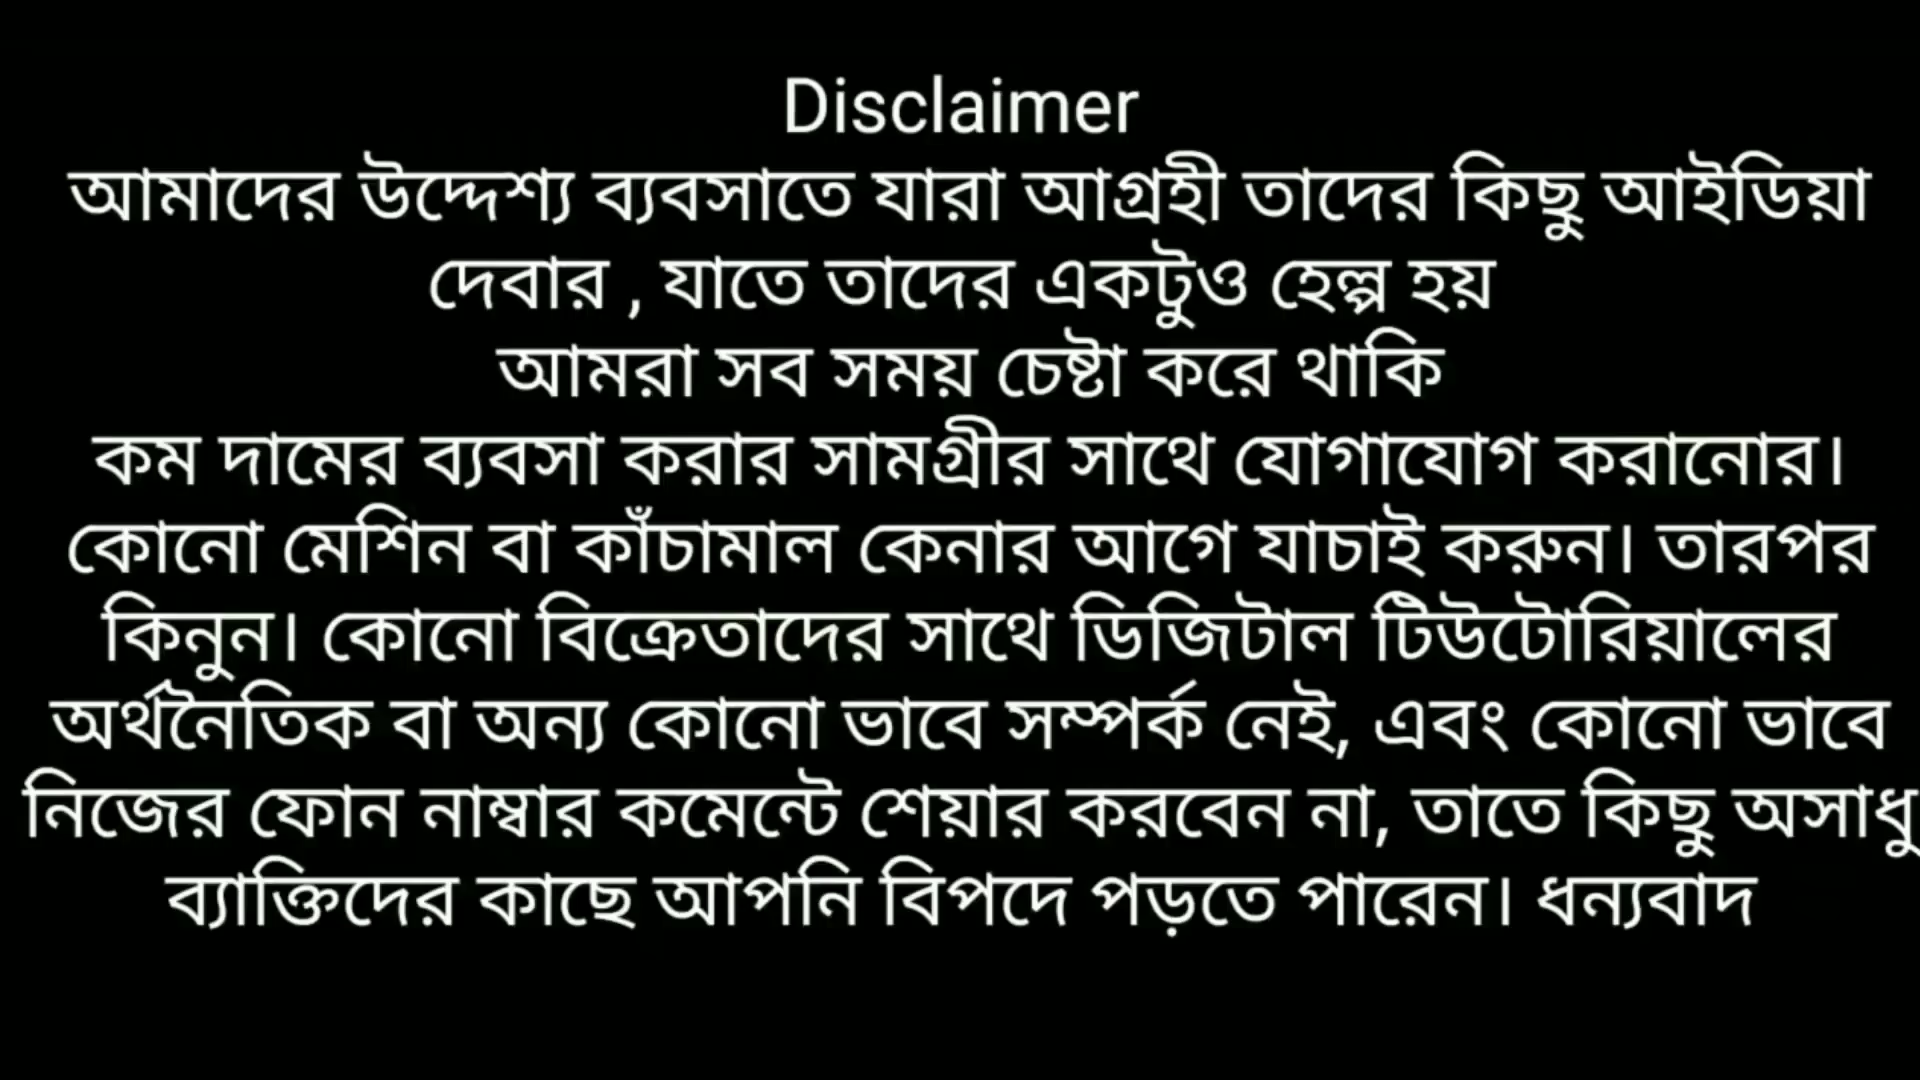 Disclaimer
আমাদের উদ্দেশ্য ব্যবসাতে যারা আগ্রহী তাদের কিছু আইডিয়া
দেবার , যাতে তাদের একটুও হেল্প হয়
আমরা সব সময় চেষ্টা করে থাকি
কম দামের ব্যবসা করার সামগ্রীর সাথে যোগাযোগ করানোর।
কোনো মেশিন বা কাঁচামাল কেনার আগে যাচাই করুন। তারপর
কিনুন। কোনো বিক্রেতাদের সাথে ডিজিটাল টিউটোরিয়ালের
অর্থনৈতিক বা অন্য কোনো ভাবে সম্পর্ক নেই, এবং কোনো ভাবে
নিজের ফোন নাম্বার কমেন্টে শেয়ার করবেন না, তাতে কিছু অসাধু
ব্যাক্তিদের কাছে আপনি বিপদে পড়তে পারেন। ধন্যবাদ